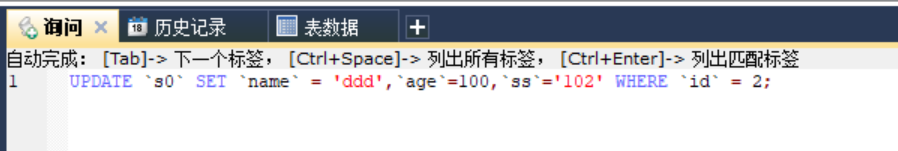 询问 历史记录 表数据
自动完成: [Tab]-> 下一个标签, [Ctrl+Space]-> 列出所有标签, [Ctrl+Enter]-> 列出匹配标签
1 UPDATE `s0` SET `name` = 'ddd',`age`=100,`ss`='102' WHERE `id` = 2;